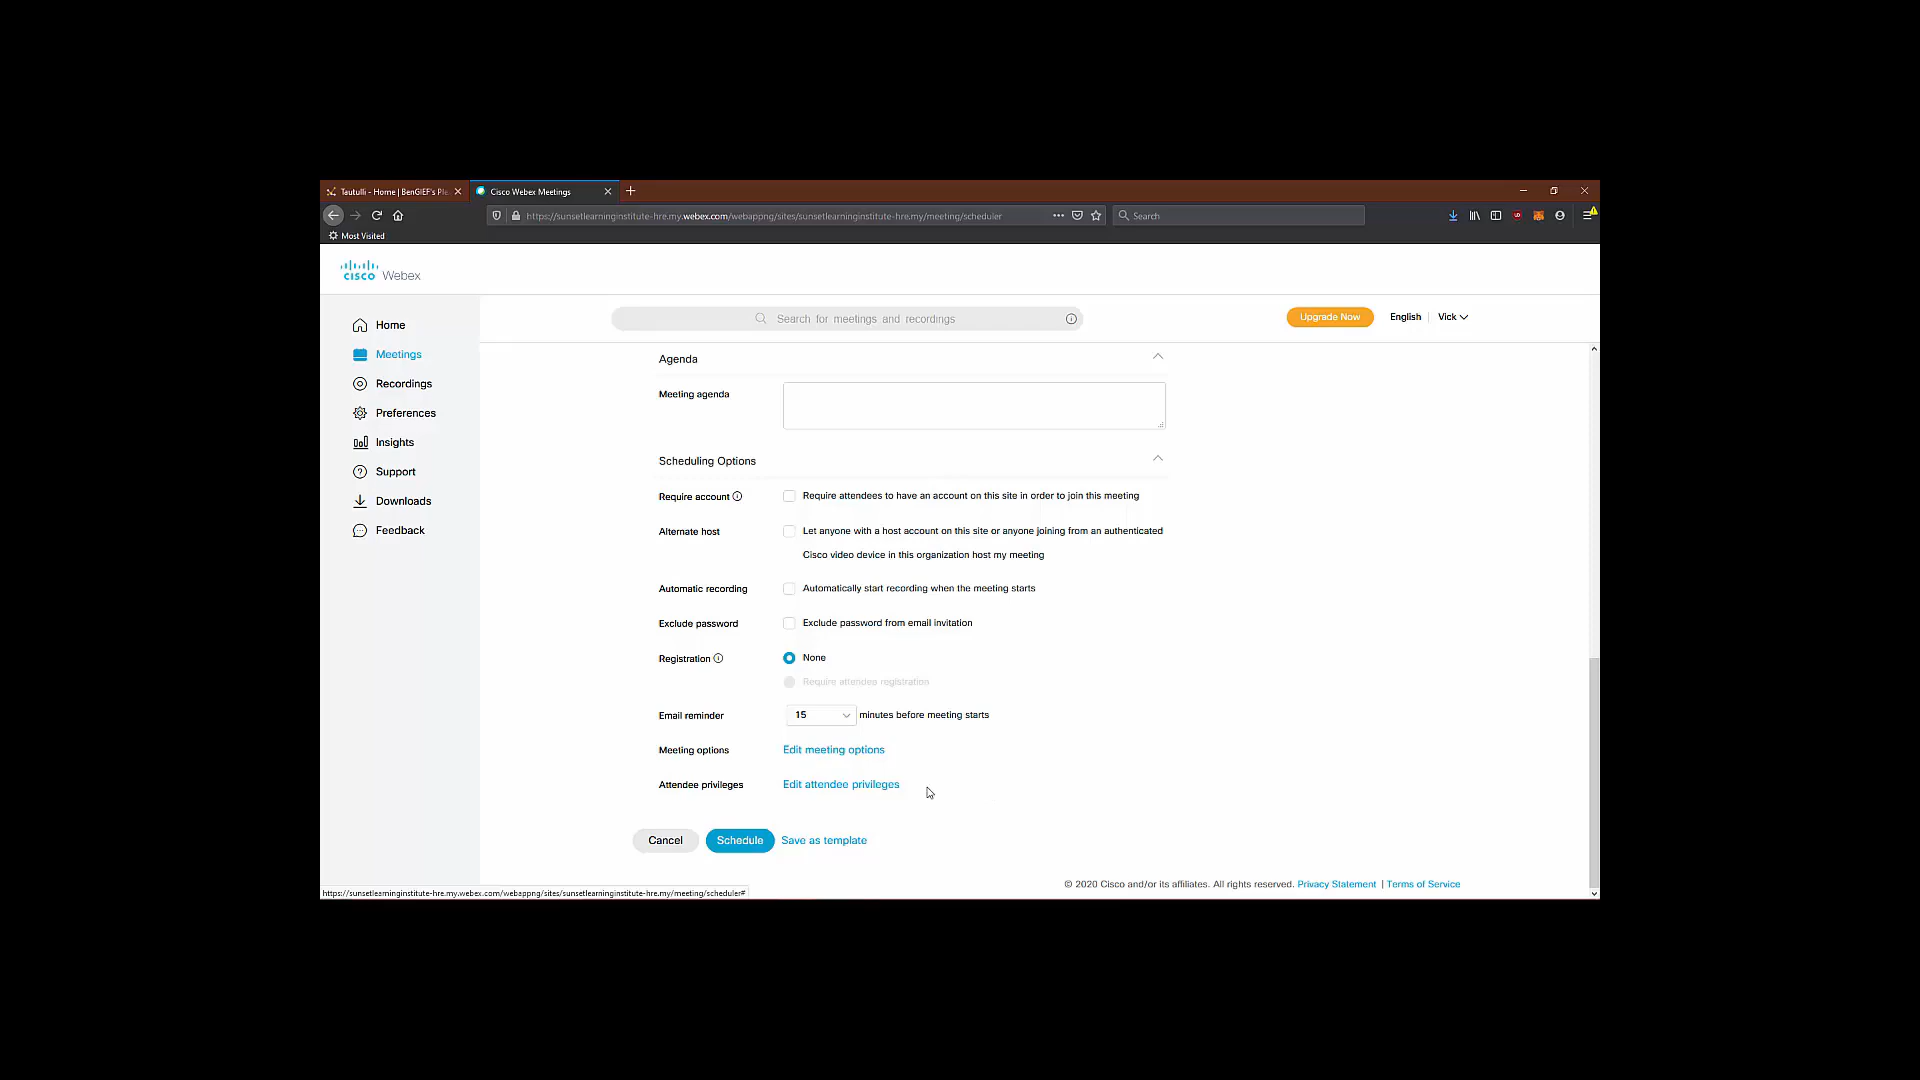 Tautulli - Home | BenGIEF's Ple
Cisco Webex Meetings
https://sunsetlearninginstitute-hre.my.webex.com/webappng/sites/sunsetlearninginstitute-hre.my/meeting/scheduler
Search
Most Visited
CISCO Webex
Search for meetings and recordings
Upgrade Now
English
Vick
Home
Meetings
Recordings
Preferences
Insights
Support
Downloads
Feedback
Agenda
Meeting agenda
Scheduling Options
Require account
Require attendees to have an account on this site in order to join this meeting
Alternate host
Let anyone with a host account on this site or anyone joining from an authenticated
Cisco video device in this organization host my meeting
Automatic recording
Automatically start recording when the meeting starts
Exclude password
Exclude password from email invitation
Registration
None
Require attendee registration
Email reminder
15 minutes before meeting starts
Meeting options
Edit meeting options
Attendee privileges
Edit attendee privileges
Cancel
Schedule
Save as template
© 2020 Cisco and/or its affiliates. All rights reserved. Privacy Statement | Terms of Service
https://sunsetlearninginstitute-hre.my.webex.com/webappng/sites/sunsetlearninginstitute-hre.my/meeting/scheduler#